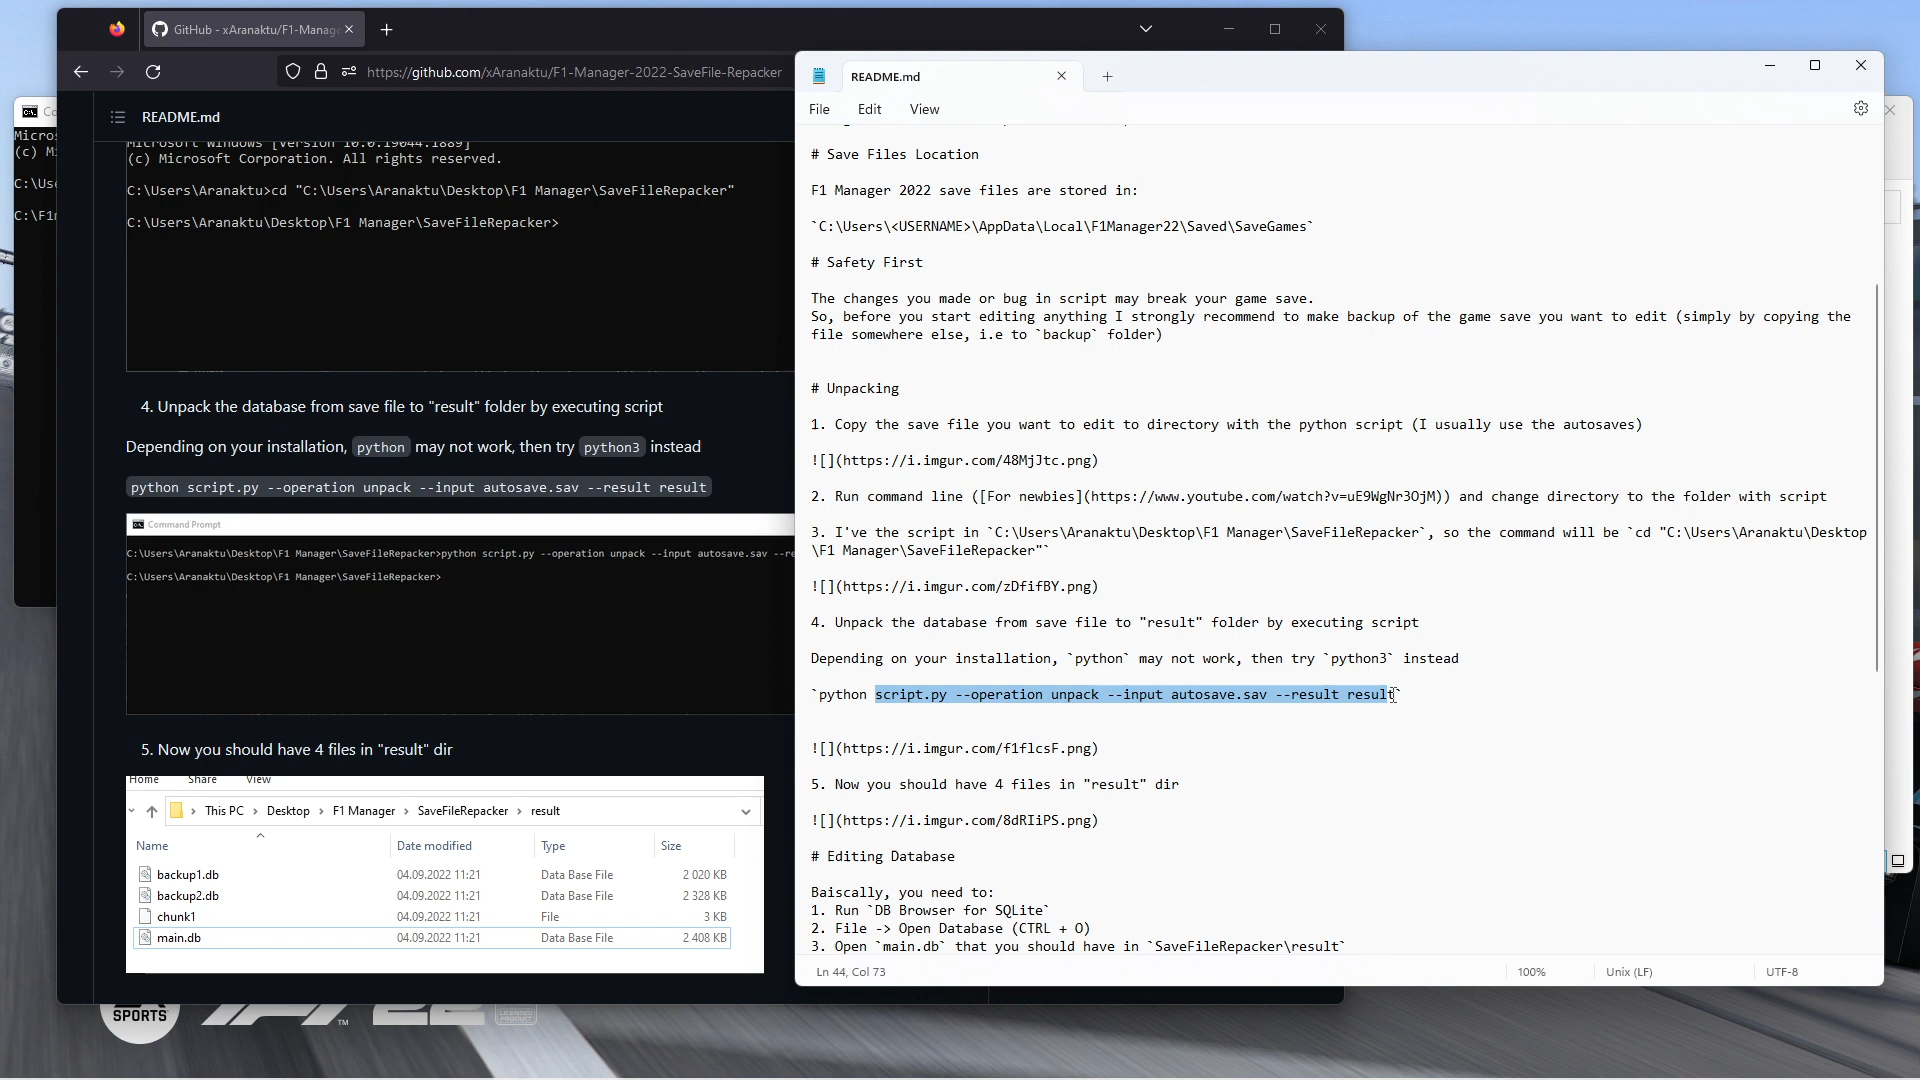 GitHub - xAranaktu/F1-Manag
https://github.com/xAranaktu/F1-Manager-2022-SaveFile-Repacker
README.md
Microsoft Windows [Version 10.0.19044.1889]
(c) Microsoft Corporation. All rights reserved.
C:\Users\Aranaktu>cd "C:\Users\Aranaktu\Desktop\F1 Manager\SaveFileRepacker"
C:\Users\Aranaktu\Desktop\F1 Manager\SaveFileRepacker>
4. Unpack the database from save file to "result" folder by executing script
Depending on your installation, python may not work, then try python3 instead
python script.py --operation unpack --input autosave.sav --result result
Command Prompt
C:\Users\Aranaktu\Desktop\F1 Manager\SaveFileRepacker>python script.py --operation unpack --input autosave.sav --re
C:\Users\Aranaktu\Desktop\F1 Manager\SaveFileRepacker>
5. Now you should have 4 files in "result" dir
Home Share View
This PC > Desktop > F1 Manager > SaveFileRepacker > result
Name Date modified Type Size
backup1.db 04.09.2022 11:21 Data Base File 2 020 KB
backup2.db 04.09.2022 11:21 Data Base File 2 328 KB
chunk1 04.09.2022 11:21 File 3 KB
main.db 04.09.2022 11:21 Data Base File 2 408 KB
Co
Micros
(c) Mi
C:\Use
C:\F1m
README.md
File Edit View
# Save Files Location
F1 Manager 2022 save files are stored in:
`C:\Users\<USERNAME>\AppData\Local\F1Manager22\Saved\SaveGames`
# Safety First
The changes you made or bug in script may break your game save.
So, before you start editing anything I strongly recommend to make backup of the game save you want to edit (simply by copying the
file somewhere else, i.e to `backup` folder)
# Unpacking
1. Copy the save file you want to edit to directory with the python script (I usually use the autosaves)
![](https://i.imgur.com/48MjJtc.png)
2. Run command line ([For newbies](https://www.youtube.com/watch?v=uE9WgNr3OjM)) and change directory to the folder with script
3. I've the script in `C:\Users\Aranaktu\Desktop\F1 Manager\SaveFileRepacker`, so the command will be `cd "C:\Users\Aranaktu\Desktop
\F1 Manager\SaveFileRepacker"`
![](https://i.imgur.com/zDfifBY.png)
4. Unpack the database from save file to "result" folder by executing script
Depending on your installation, `python` may not work, then try `python3` instead
`python script.py --operation unpack --input autosave.sav --result result`
![](https://i.imgur.com/f1flcsF.png)
5. Now you should have 4 files in "result" dir
![](https://i.imgur.com/8dRIiPS.png)
# Editing Database
Baiscally, you need to:
1. Run `DB Browser for SQLite`
2. File -> Open Database (CTRL + O)
3. Open `main.db` that you should have in `SaveFileRepacker\result`
Ln 44, Col 73 100% Unix (LF) UTF-8
SPORTS
TM